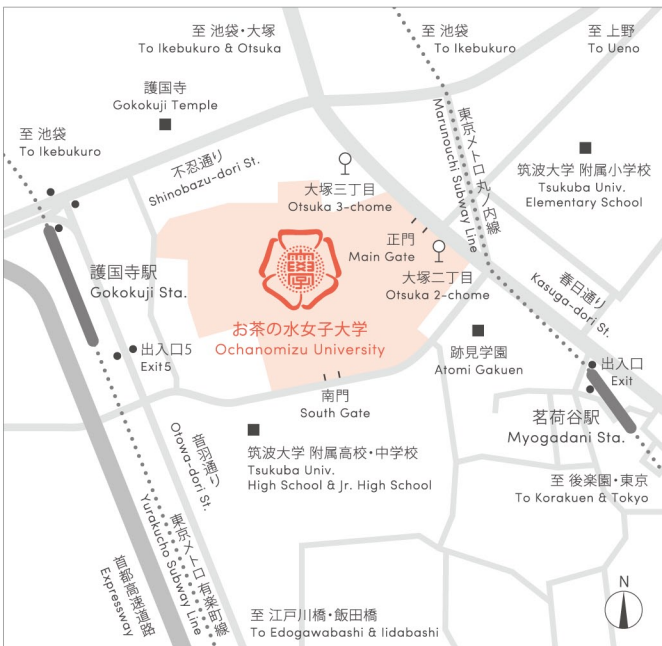 至 池袋・大塚
To Ikebukuro & Otsuka
至 池袋
To Ikebukuro
至 上野
To Ueno
護国寺
Gokokuji Temple
至 池袋
To Ikebukuro
不忍通り
Shinobazu-dori St.
大塚三丁目
Otsuka 3-chome
東京メトロ 丸ノ内線
Marunouchi Subway Line
筑波大学 附属小学校
Tsukuba Univ.
Elementary School
正門
Main Gate
大塚二丁目
Otsuka 2-chome
護国寺駅
Gokokuji Sta.
春日通り
Kasuga-dori St.
お茶の水女子大学
Ochanomizu University
出入口5
Exit5
跡見学園
Atomi Gakuen
出入口
Exit
南門
South Gate
茗荷谷駅
Myogadani Sta.
音羽通り
Otowa-dori St.
筑波大学 附属高校・中学校
Tsukuba Univ.
High School & Jr. High School
至 後楽園・東京
To Korakuen & Tokyo
東京メトロ 有楽町線
Yurakucho Subway Line
首都高速道路
Expressway
至 江戸川橋・飯田橋
To Edogawabashi & Iidabashi
N